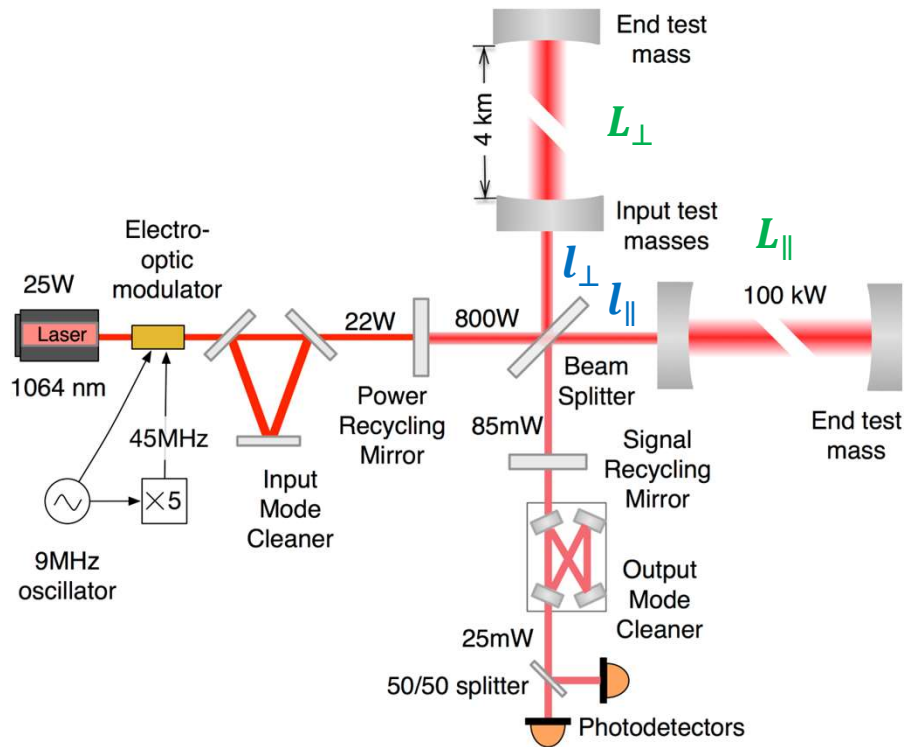 End test
mass
4 km
L⊥
Input test
masses
L∥
Electro-
optic
modulator
25W
l⊥
l∥
100 kW
Laser
22W
800W
1064 nm
Beam
Splitter
Power
Recycling
Mirror
End test
mass
45MHz
85mW
Signal
Recycling
Mirror
×5
Input
Mode
Cleaner
9MHz
oscillator
Output
Mode
Cleaner
25mW
50/50 splitter
Photodetectors